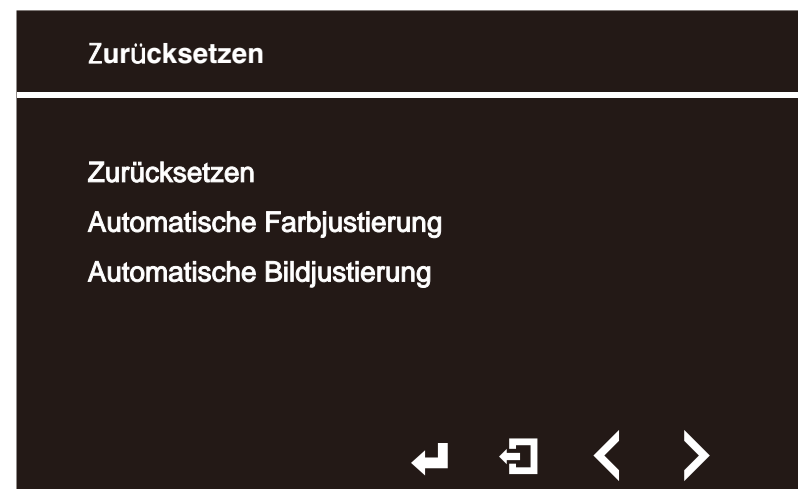 Zurücksetzen
Zurücksetzen
Automatische Farbjustierung
Automatische Bildjustierung